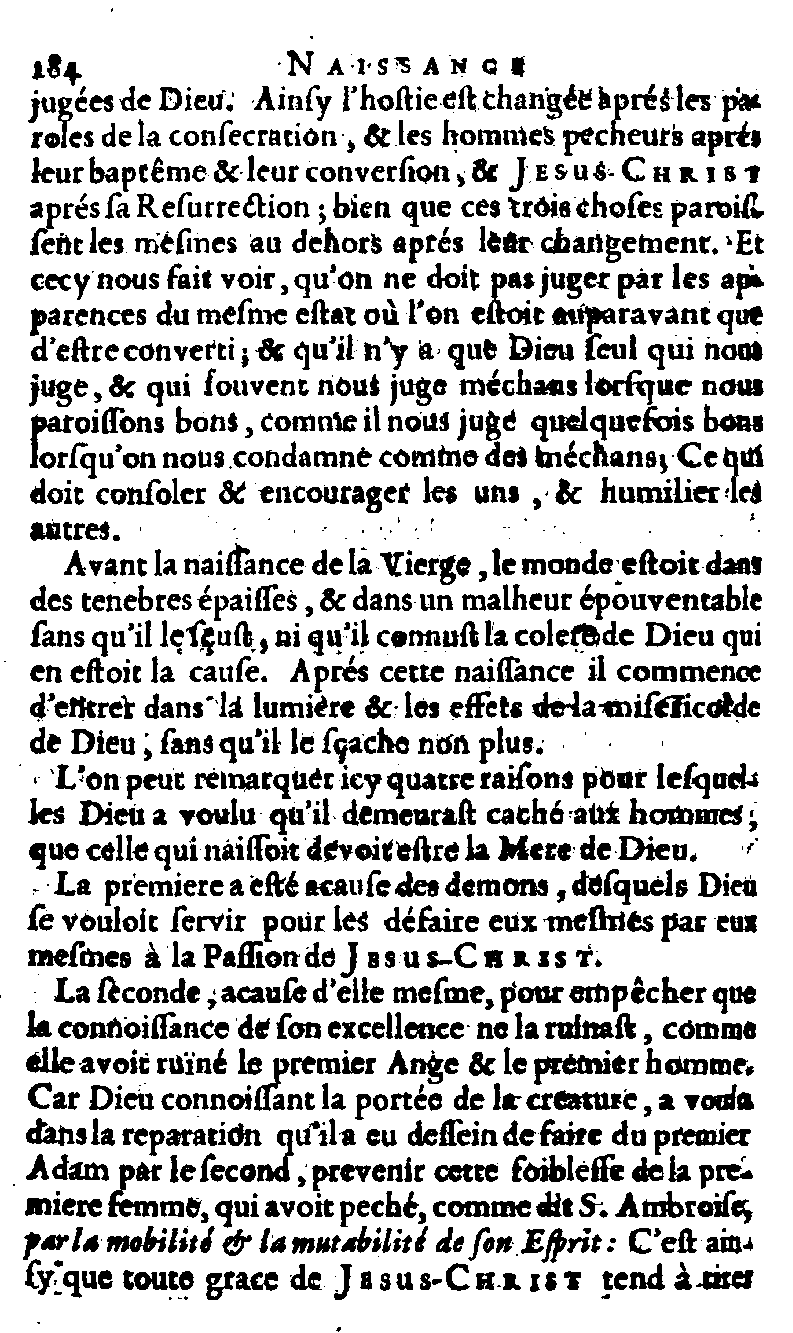 184 NAISSANCE
jugées de Dieu. Ainſy l'hoſtie eſt changée aprés les pa-
roles de la conſecration, & les hommes pecheurs aprés
leur baptême & leur converſion, & JESUS-CHRIST
aprés ſa Reſurrection ; bien que ces trois choſes paroiſ-
ſent les meſmes au dehors aprés leur changement. Et
cecy nous fait voir, qu'on ne doit pas juger par les ap-
parences du meſme eſtat où l'on eſtoit auparavant que
d'eſtre converti ; & qu'il n'y a que Dieu ſeul qui nous
juge, & qui ſouvent nous juge méchans lorſque nous
paroiſſons bons, comme il nous juge quelquefois bons
lorſqu'on nous condamne comme des méchans; Ce qui
doit conſoler & encourager les uns, & humilier les
autres.
Avant la naiſſance de la Vierge, le monde eſtoit dans
des tenebres épaiſſes, & dans un malheur épouventable
ſans qu'il le ſçuſt, ni qu'il connuſt la colere de Dieu qui
en eſtoit la cauſe. Aprés cette naiſſance il commence
d'entrer dans la lumière & les effets de la miſericorde
de Dieu, ſans qu'il le ſçache non plus.
L'on peut remarquer icy quatre raiſons pour leſquel-
les Dieu a voulu qu'il demeuraſt caché aux hommes ;
que celle qui naiſſoit devoit eſtre la Mere de Dieu.
La premiere a eſté acauſe des demons, deſquels Dieu
ſe vouloit ſervir pour les défaire eux meſmes par eux
meſmes à la Paſſion de JESUS-CHRIST.
La ſeconde, acauſe d'elle meſme, pour empêcher que
la connoiſſance de ſon excellence ne la ruinaſt, comme
elle avoit ruïné le premier Ange & le premier homme.
Car Dieu connoiſſant la portée de la creature, a voulu
dans la reparation qu'il a eu deſſein de faire du premier
Adam par le ſecond, prevenir cette foibleſſe de la pre-
miere femme, qui avoit peché, comme dit S. Ambroiſe,
par la mobilité & la mutabilité de ſon Eſprit : C'eſt ain-
ſy que toute grace de JESUS-CHRIST tend à tirer